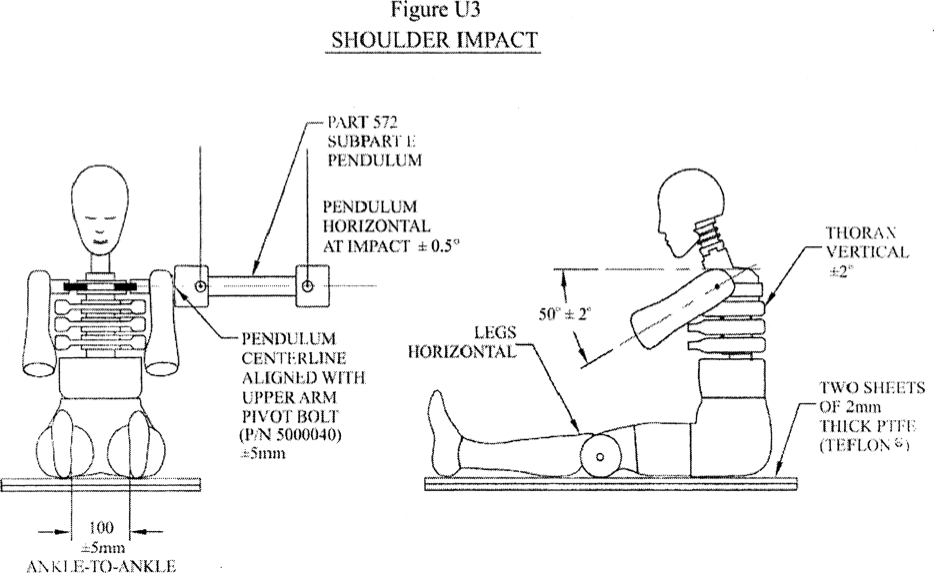 Figure U3
SHOULDER IMPACT
PART 572
SUBPART E
PENDULUM
PENDULUM
HORIZONTAL
AT IMPACT ± 0.5°
PENDULUM
CENTERLINE
ALIGNED WITH
UPPER ARM
PIVOT BOLT
(P/N 5000040)
±5mm
100
±5mm
ANKLE-TO-ANKLE
THORAX
VERTICAL
±2°
50° ± 2°
LEGS
HORIZONTAL
TWO SHEETS
OF 2mm
THICK PTFE
(TEFLON®)